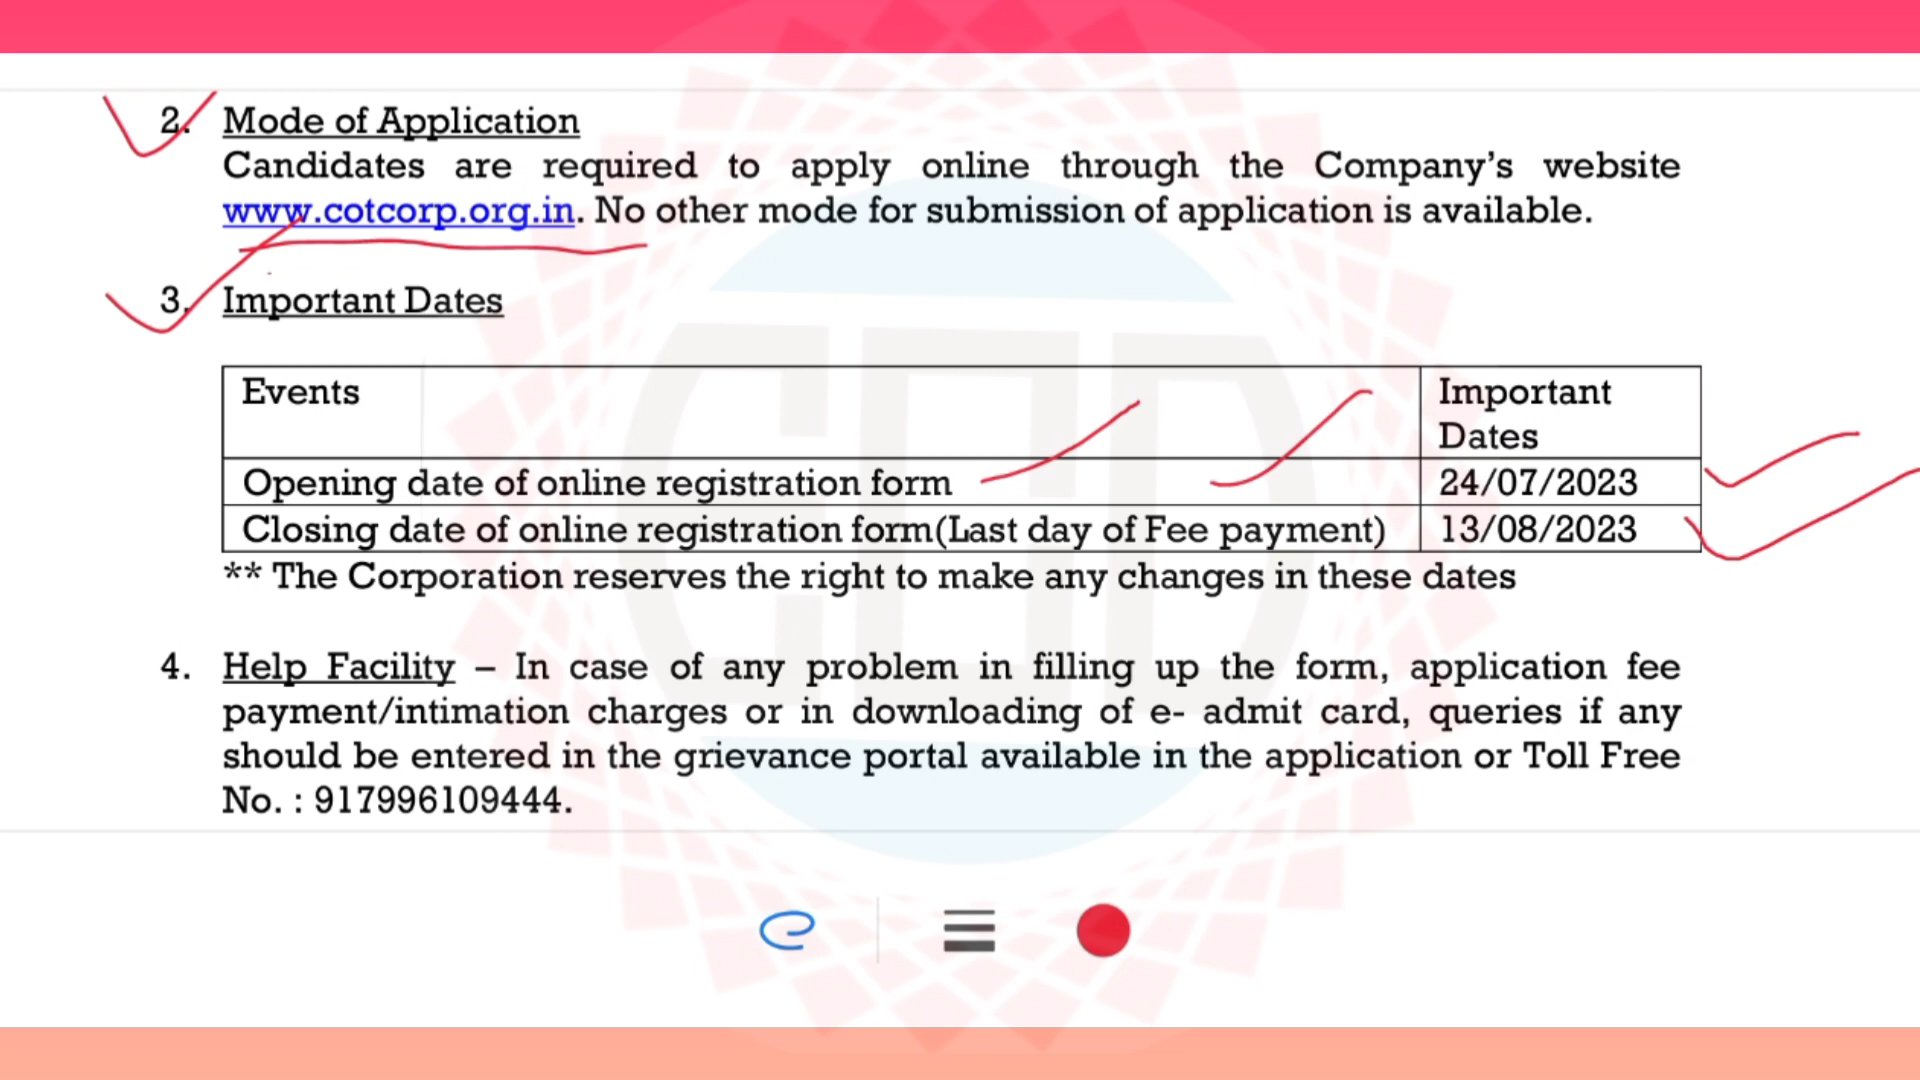 2. Mode of Application
Candidates are required to apply online through the Company's website
www.cotcorp.org.in. No other mode for submission of application is available.
3. Important Dates
Events Important
Dates
Opening date of online registration form 24/07/2023
Closing date of online registration form(Last day of Fee payment) 13/08/2023
** The Corporation reserves the right to make any changes in these dates
4. Help Facility – In case of any problem in filling up the form, application fee
payment/intimation charges or in downloading of e- admit card, queries if any
should be entered in the grievance portal available in the application or Toll Free
No. : 917996109444.